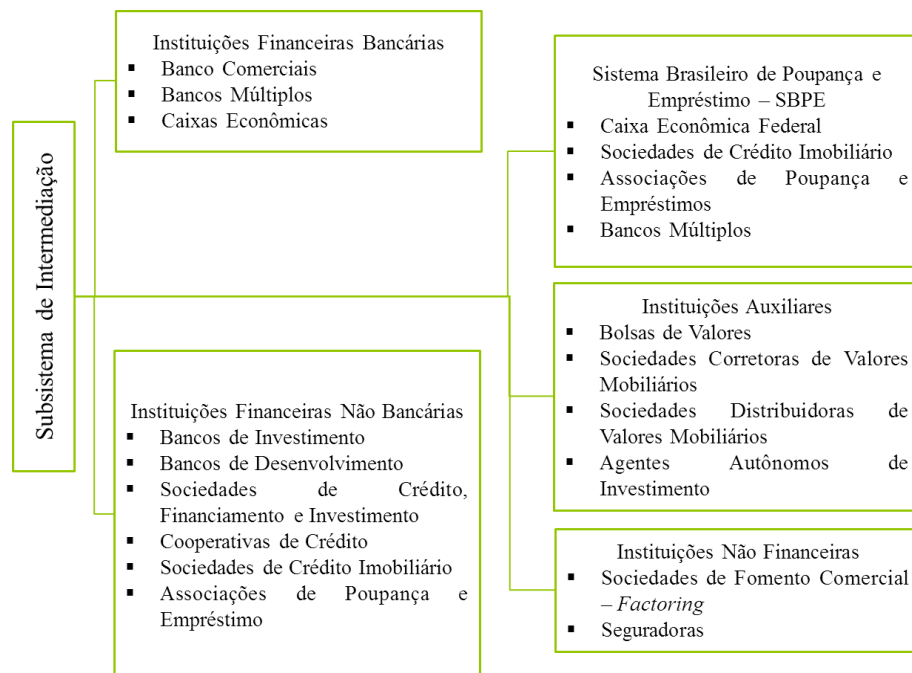 Subsistema de Intermediação
Instituições Financeiras Bancárias
▪ Banco Comerciais
▪ Bancos Múltiplos
▪ Caixas Econômicas
Instituições Financeiras Não Bancárias
▪ Bancos de Investimento
▪ Bancos de Desenvolvimento
▪ Sociedades de Crédito,
Financiamento e Investimento
▪ Cooperativas de Crédito
▪ Sociedades de Crédito Imobiliário
▪ Associações de Poupança e
Empréstimo
Sistema Brasileiro de Poupança e
Empréstimo – SBPE
▪ Caixa Econômica Federal
▪ Sociedades de Crédito Imobiliário
▪ Associações de Poupança e
Empréstimos
▪ Bancos Múltiplos
Instituições Auxiliares
▪ Bolsas de Valores
▪ Sociedades Corretoras de Valores
Mobiliários
▪ Sociedades Distribuidoras de
Valores Mobiliários
▪ Agentes Autônomos de
Investimento
Instituições Não Financeiras
▪ Sociedades de Fomento Comercial
– Factoring
▪ Seguradoras